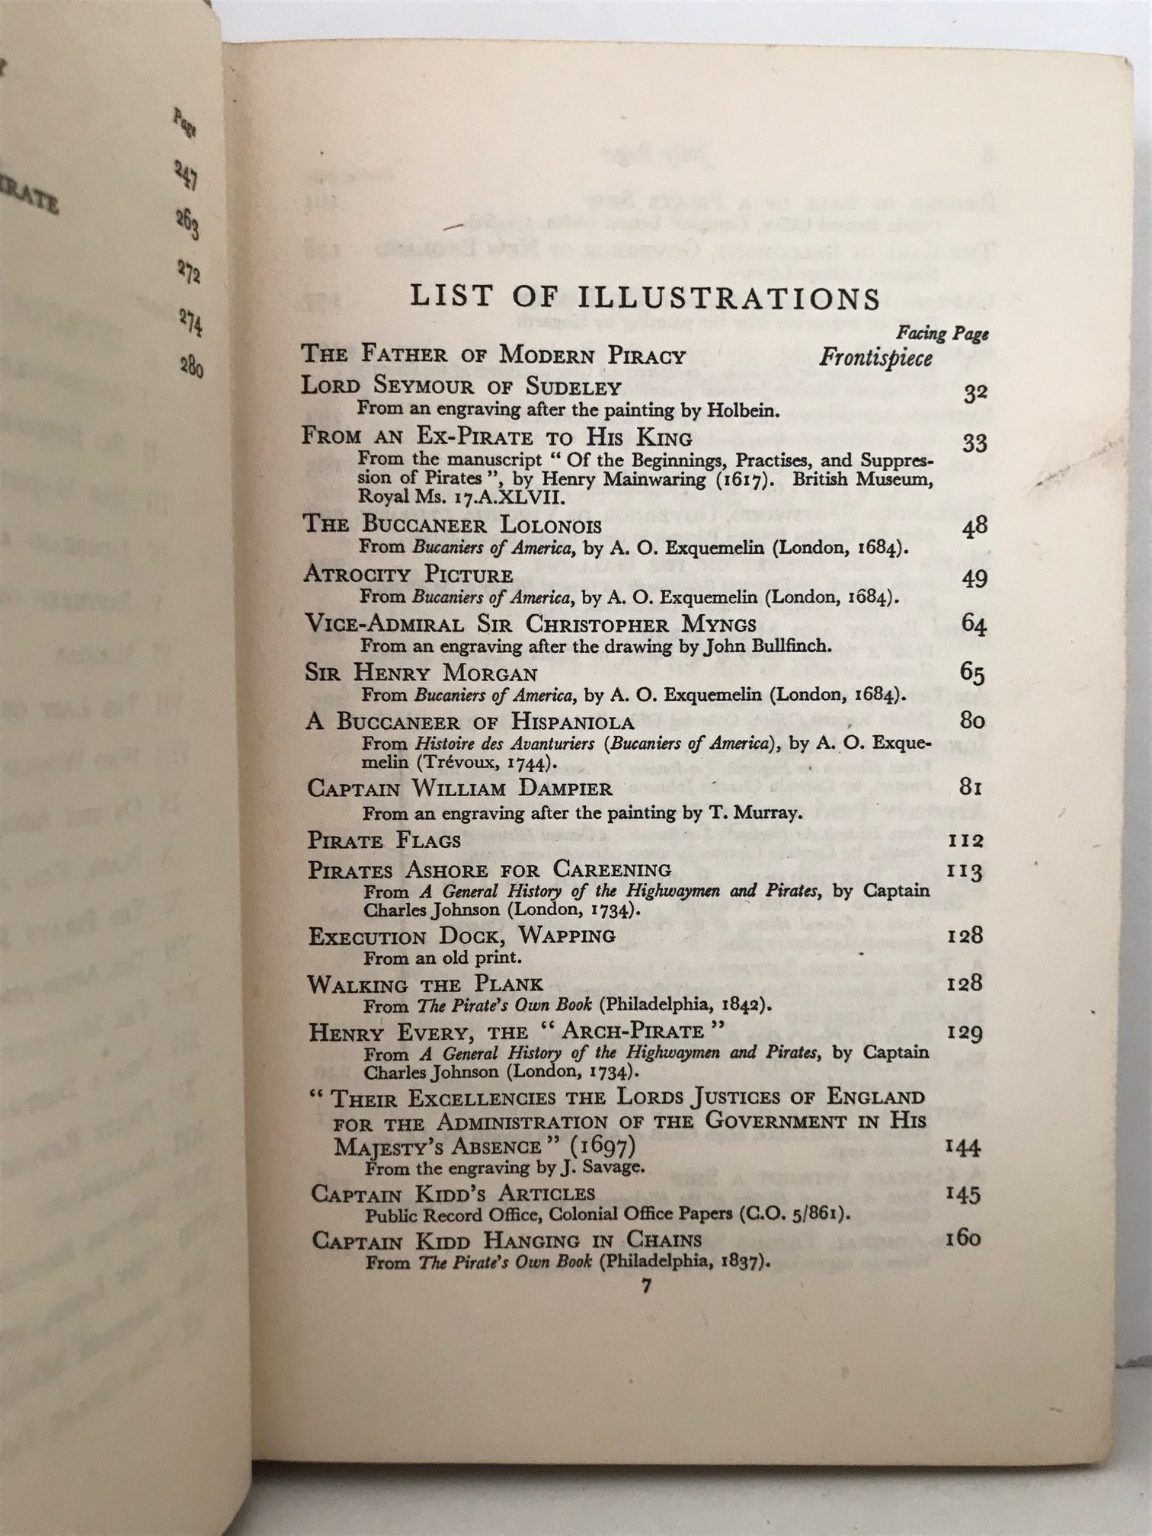 Page
247
IRATE
263
272
274
280
LIST OF ILLUSTRATIONS
Facing Page
THE FATHER OF MODERN PIRACY Frontispiece
LORD SEYMOUR OF SUDELEY 32
From an engraving after the painting by Holbein.
FROM AN EX-PIRATE TO HIS KING 33
From the manuscript “ Of the Beginnings, Practises, and Suppres-
sion of Pirates ”, by Henry Mainwaring (1617). British Museum,
Royal Ms. 17.A.XLVII.
THE BUCCANEER LOLONOIS 48
From Bucaniers of America, by A. O. Exquemelin (London, 1684).
ATROCITY PICTURE 49
From Bucaniers of America, by A. O. Exquemelin (London, 1684).
VICE-ADMIRAL SIR CHRISTOPHER MYNGS 64
From an engraving after the drawing by John Bullfinch.
SIR HENRY MORGAN 65
From Bucaniers of America, by A. O. Exquemelin (London, 1684).
A BUCCANEER OF HISPANIOLA 80
From Histoire des Avanturiers (Bucaniers of America), by A. O. Exque-
melin (Trévoux, 1744).
CAPTAIN WILLIAM DAMPIER 81
From an engraving after the painting by T. Murray.
PIRATE FLAGS 112
PIRATES ASHORE FOR CAREENING 113
From A General History of the Highwaymen and Pirates, by Captain
Charles Johnson (London, 1734).
EXECUTION DOCK, WAPPING 128
From an old print.
WALKING THE PLANK 128
From The Pirate's Own Book (Philadelphia, 1842).
HENRY EVERY, THE “ ARCH-PIRATE ” 129
From A General History of the Highwaymen and Pirates, by Captain
Charles Johnson (London, 1734).
“ THEIR EXCELLENCIES THE LORDS JUSTICES OF ENGLAND
FOR THE ADMINISTRATION OF THE GOVERNMENT IN HIS
MAJESTY'S ABSENCE ” (1697) 144
From the engraving by J. Savage.
CAPTAIN KIDD'S ARTICLES 145
Public Record Office, Colonial Office Papers (C.O. 5/861).
CAPTAIN KIDD HANGING IN CHAINS 160
From The Pirate's Own Book (Philadelphia, 1837).
7